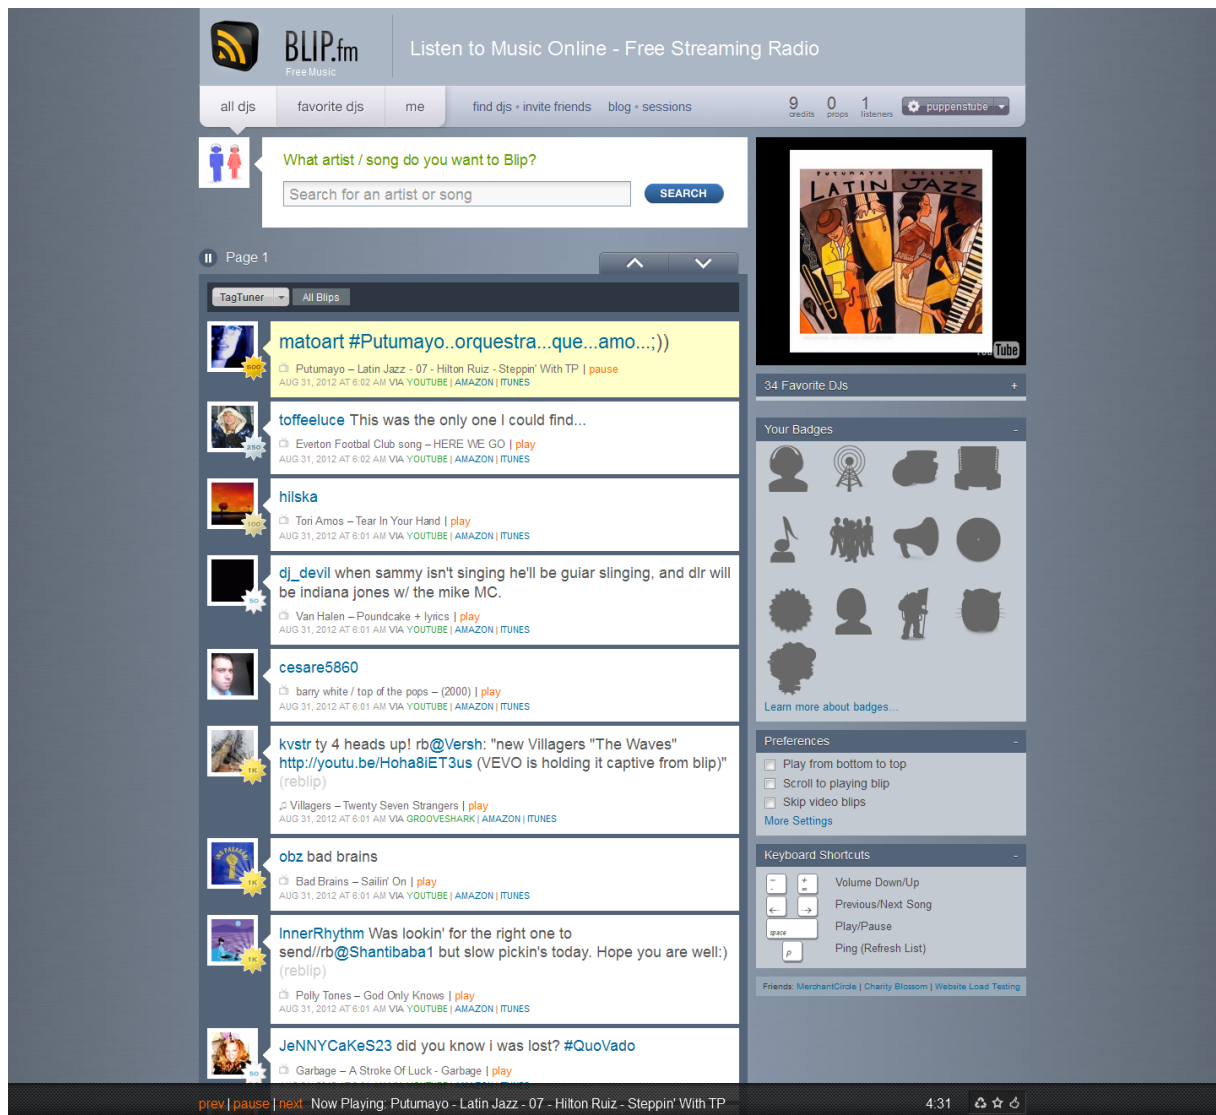 BLIP.fm
Free Music
Listen to Music Online - Free Streaming Radio
all djs
favorite djs
me
find djs • invite friends
blog • sessions
9
credits
0
props
1
listeners
puppenstube
What artist / song do you want to Blip?
Search for an artist or song
SEARCH
Page 1
TagTuner
All Blips
500
matoart #Putumayo..orquestra...que...amo...;))
Putumayo – Latin Jazz - 07 - Hilton Ruiz - Steppin' With TP | pause
AUG 31, 2012 AT 6:02 AM VIA YOUTUBE | AMAZON | ITUNES
250
toffeeluce This was the only one I could find...
Everton Footbal Club song – HERE WE GO | play
AUG 31, 2012 AT 6:02 AM VIA YOUTUBE | AMAZON | ITUNES
100
hilska
Tori Amos – Tear In Your Hand | play
AUG 31, 2012 AT 6:01 AM VIA YOUTUBE | AMAZON | ITUNES
50
dj_devil when sammy isn't singing he'll be guiar slinging, and dlr will
be indiana jones w/ the mike MC.
Van Halen – Poundcake + lyrics | play
AUG 31, 2012 AT 6:01 AM VIA YOUTUBE | AMAZON | ITUNES
cesare5860
barry white / top of the pops – (2000) | play
AUG 31, 2012 AT 6:01 AM VIA YOUTUBE | AMAZON | ITUNES
1K
kvstr ty 4 heads up! rb@Versh: "new Villagers "The Waves"
http://youtu.be/Hoha8iET3us (VEVO is holding it captive from blip)"
(reblip)
Villagers – Twenty Seven Strangers | play
AUG 31, 2012 AT 6:01 AM VIA GROOVESHARK | AMAZON | ITUNES
NO PASARAN!
1K
obz bad brains
Bad Brains – Sailin' On | play
AUG 31, 2012 AT 6:01 AM VIA YOUTUBE | AMAZON | ITUNES
1K
InnerRhythm Was lookin' for the right one to
send//rb@Shantibaba1 but slow pickin's today. Hope you are well:)
(reblip)
Polly Tones – God Only Knows | play
AUG 31, 2012 AT 6:01 AM VIA YOUTUBE | AMAZON | ITUNES
50
JeNNYCaKeS23 did you know i was lost? #QuoVado
Garbage – A Stroke Of Luck - Garbage | play
PUTUMAYO PRESENTS
LATIN JAZZ
YouTube
34 Favorite DJs
+
Your Badges
-
Learn more about badges...
Preferences
-
Play from bottom to top
Scroll to playing blip
Skip video blips
More Settings
Keyboard Shortcuts
-
- - + =
Volume Down/Up
← →
Previous/Next Song
space
Play/Pause
P
Ping (Refresh List)
Friends: MerchantCircle | Charity Blossom | Website Load Testing
prev | pause | next
Now Playing: Putumayo - Latin Jazz - 07 - Hilton Ruiz - Steppin' With TP
4:31